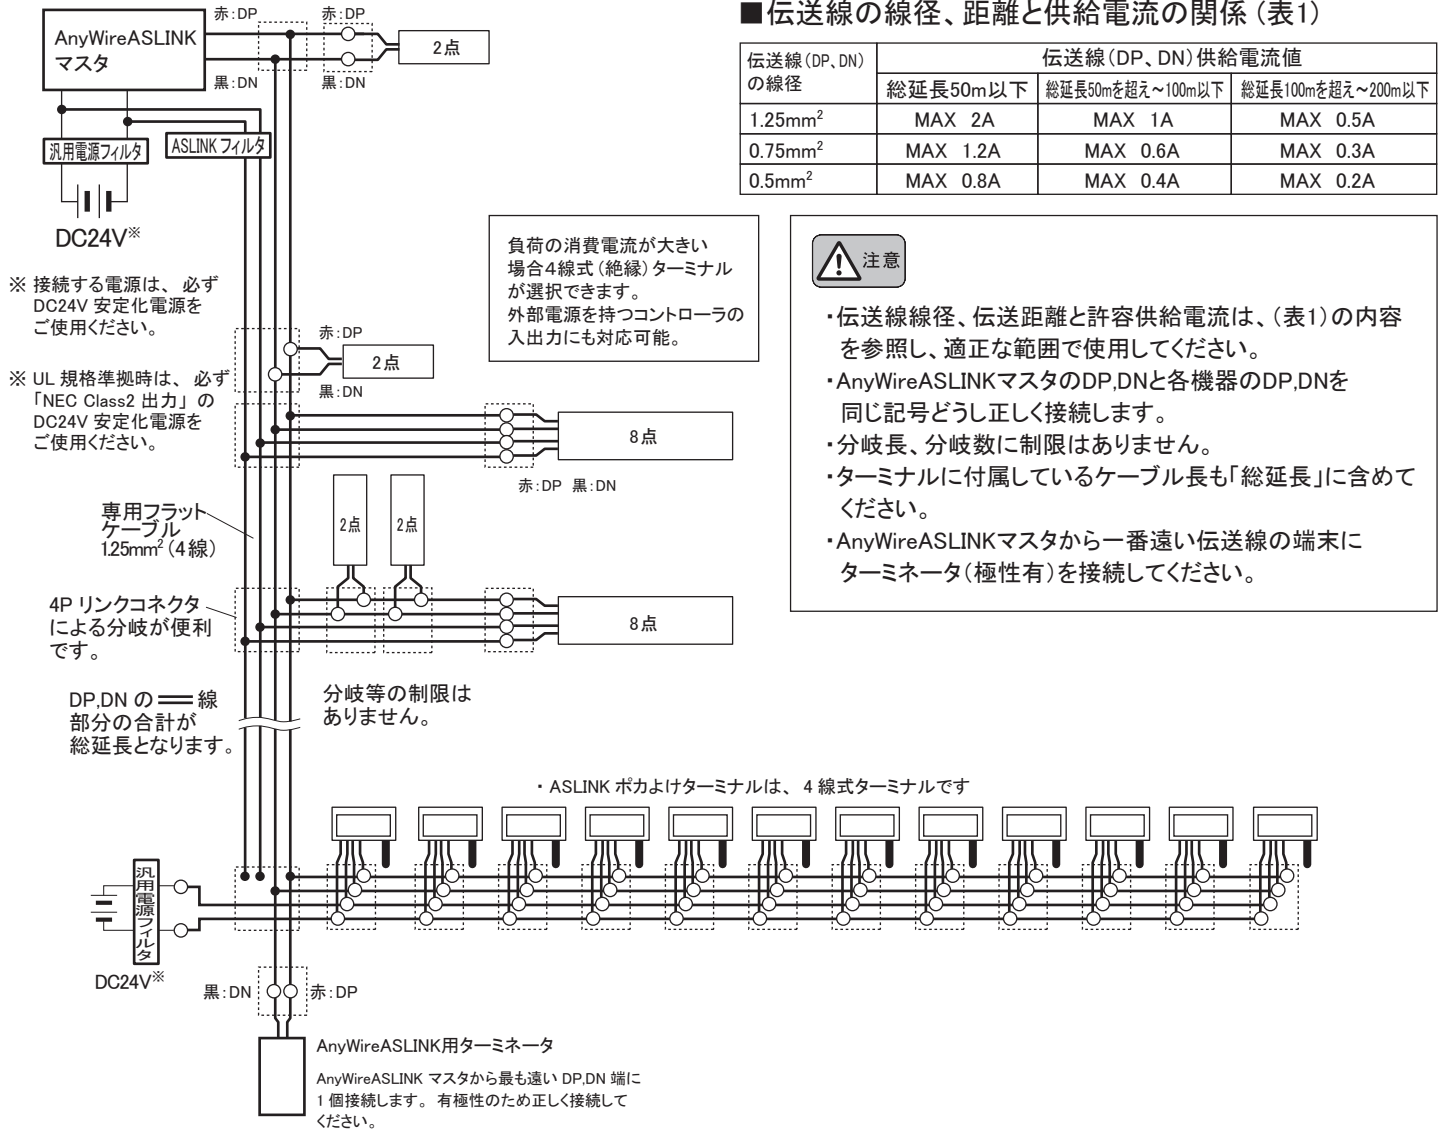 赤:DP
赤:DP
AnyWireASLINK
マスタ
2点
黒:DN
黒:DN
汎用電源フィルタ
ASLINK フィルタ
DC24V※
■伝送線の線径、距離と供給電流の関係 (表1)
伝送線(DP、DN)
の線径
伝送線(DP、DN)供給電流値
総延長50m以下
総延長50mを超え～100m以下
総延長100mを超え～200m以下
1.25mm² MAX 2A MAX 1A MAX 0.5A
0.75mm² MAX 1.2A MAX 0.6A MAX 0.3A
0.5mm² MAX 0.8A MAX 0.4A MAX 0.2A
※ 接続する電源は、必ず
DC24V 安定化電源を
ご使用ください。
※ UL 規格準拠時は、必ず
「NEC Class2 出力」の
DC24V 安定化電源を
ご使用ください。
負荷の消費電流が大きい
場合4線式(絶縁)ターミナル
が選択できます。
外部電源を持つコントローラの
入出力にも対応可能。
注意
・伝送線線径、伝送距離と許容供給電流は、(表1)の内容
を参照し、適正な範囲で使用してください。
・AnyWireASLINKマスタのDP,DNと各機器のDP,DNを
同じ記号どうし正しく接続します。
・分岐長、分岐数に制限はありません。
・ターミナルに付属しているケーブル長も「総延長」に含めて
ください。
・AnyWireASLINKマスタから一番遠い伝送線の端末に
ターミネータ(極性有)を接続してください。
赤:DP
2点
黒:DN
8点
赤:DP 黒:DN
専用フラット
ケーブル
1.25mm² (4線)
2点
2点
4P リンクコネクタ
による分岐が便利
です。
8点
DP,DN の 線
部分の合計が
総延長となります。
分岐等の制限は
ありません。
・ ASLINK ポカよけターミナルは、4 線式ターミナルです
汎用電源フィルタ
DC24V※
黒:DN
赤:DP
AnyWireASLINK用ターミネータ
AnyWireASLINK マスタから最も遠い DP,DN 端に
1 個接続します。有極性のため正しく接続して
ください。